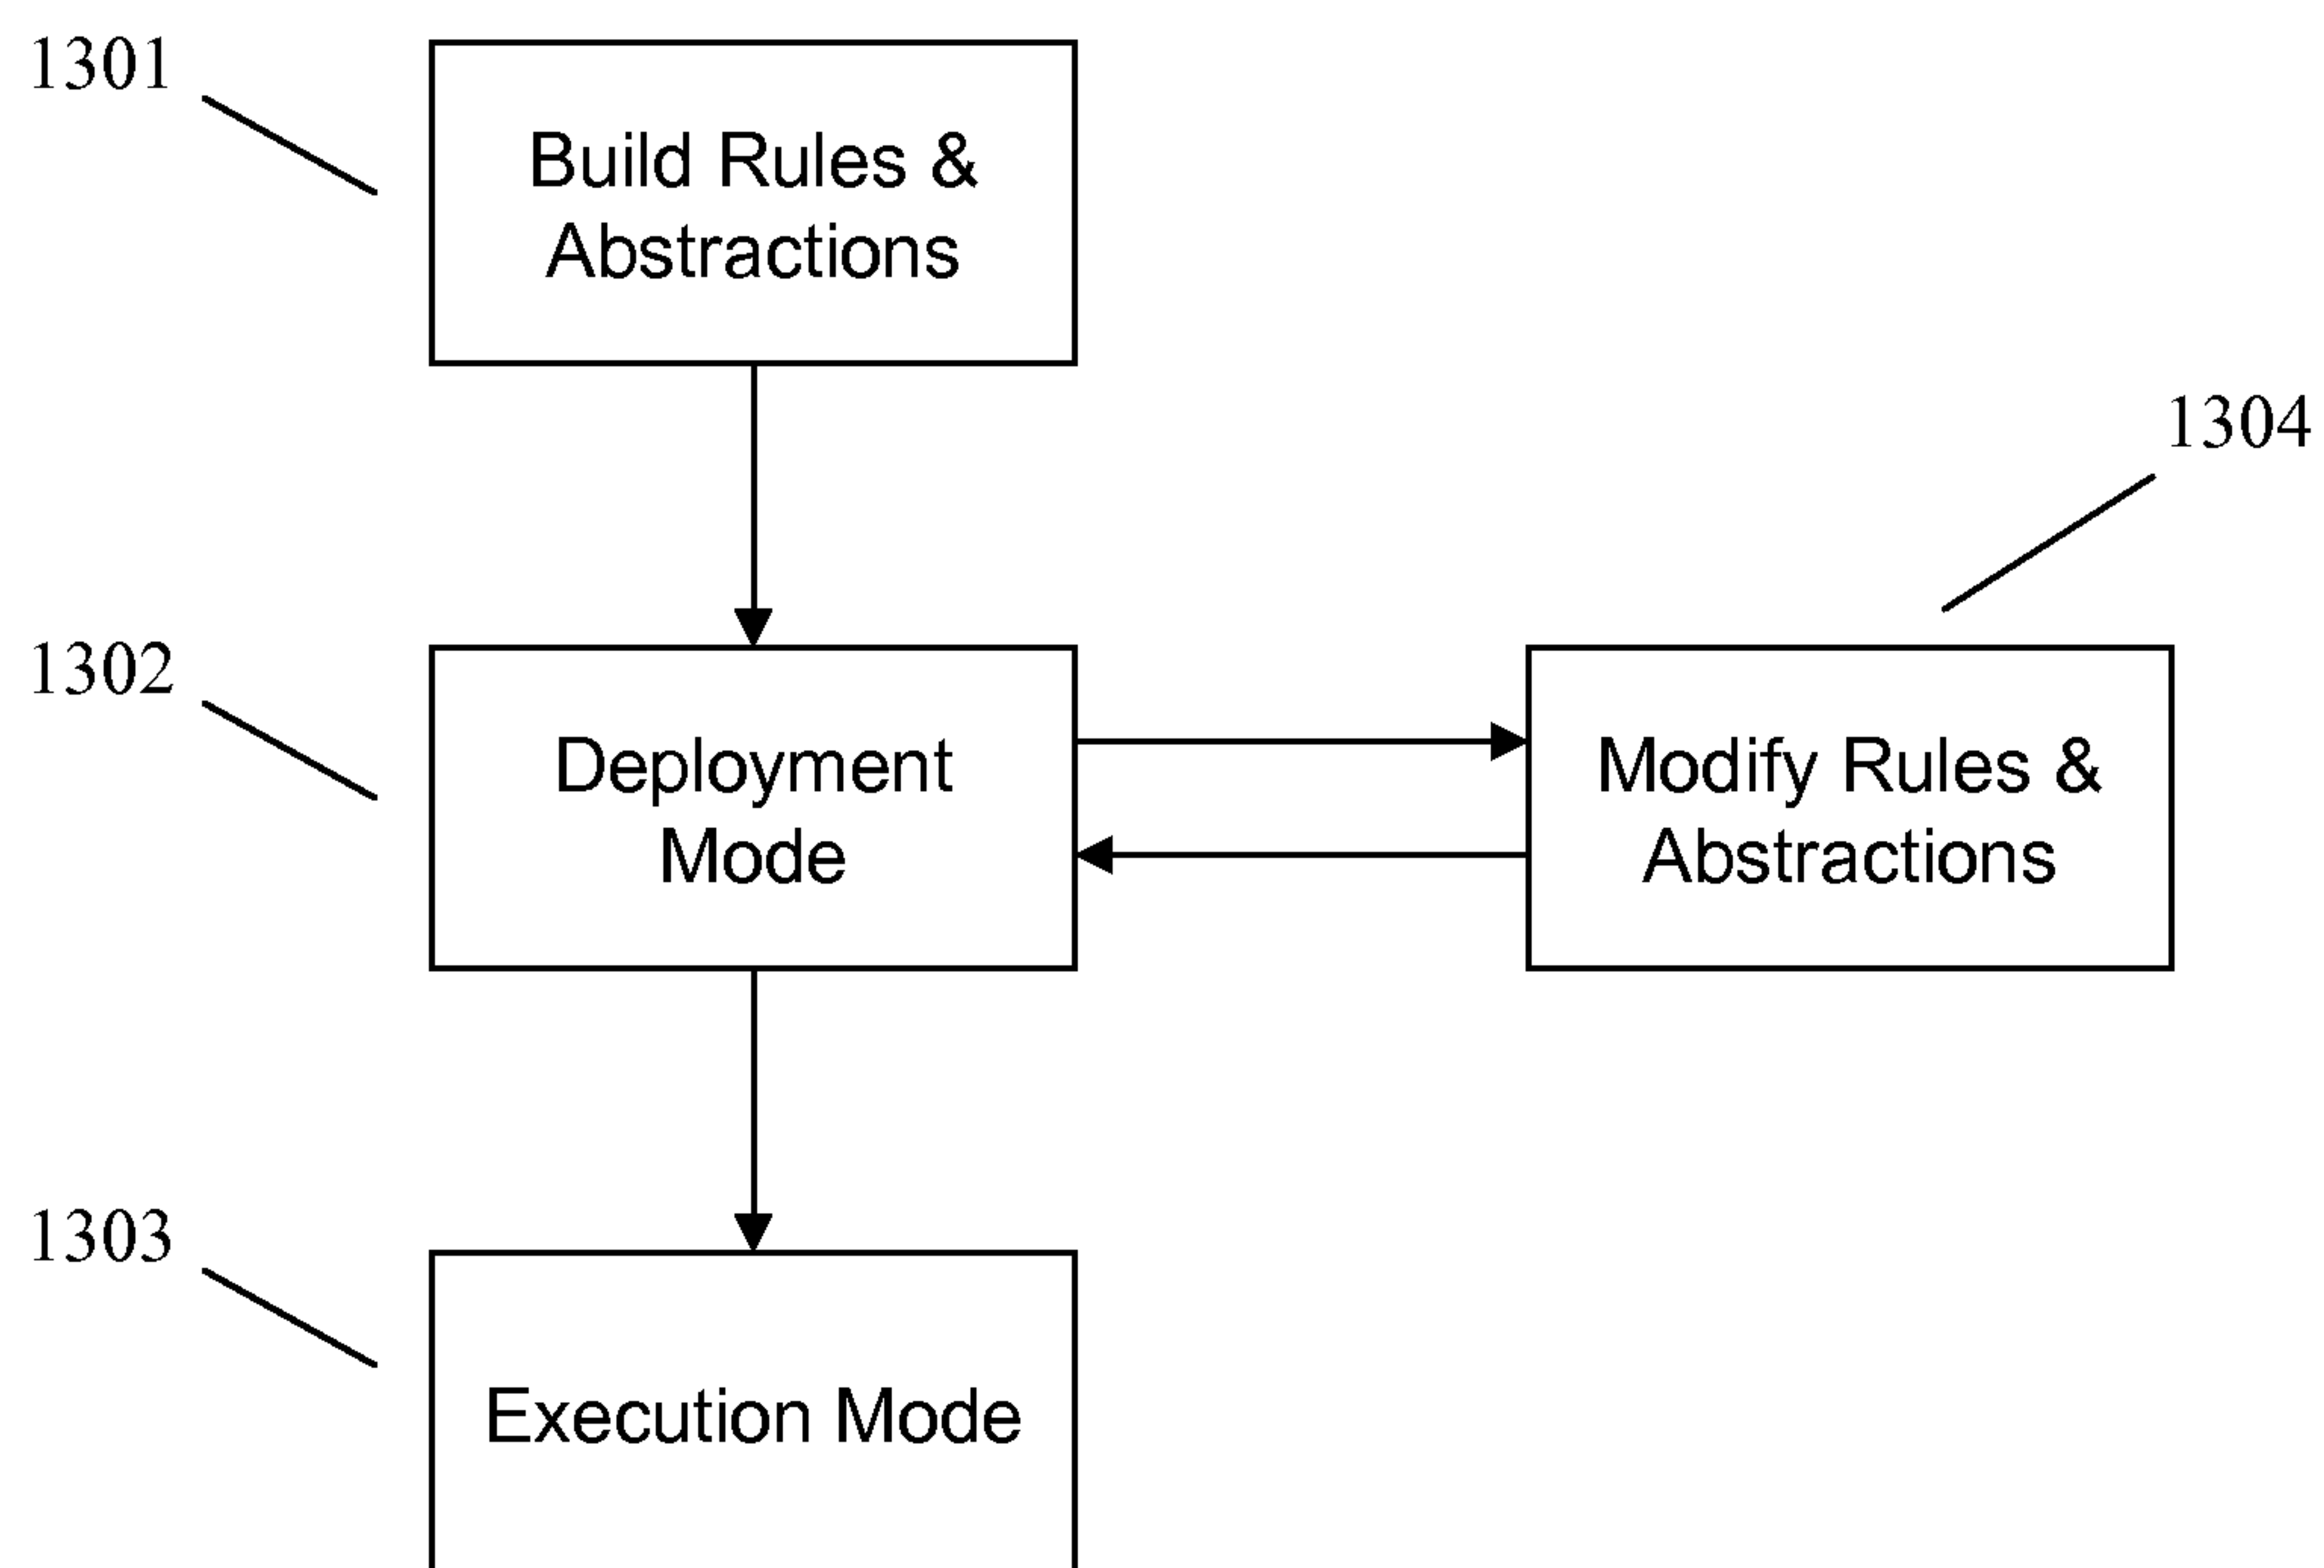 1301
Build Rules &
Abstractions
1304
1302
Deployment
Mode
Modify Rules &
Abstractions
1303
Execution Mode